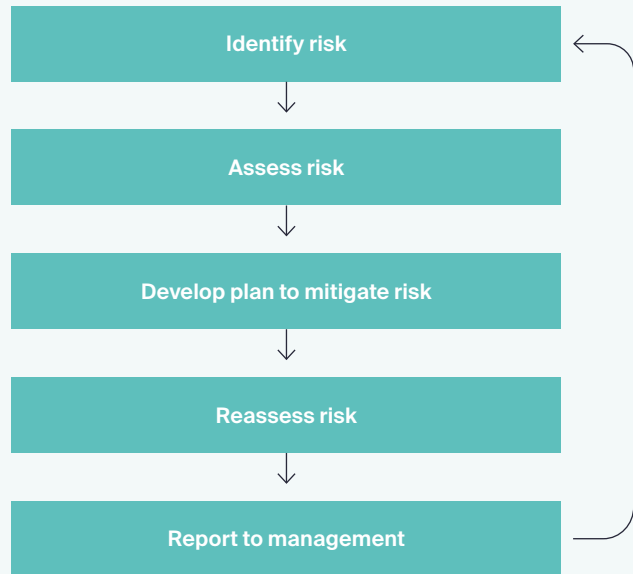 Identify risk
Assess risk
Develop plan to mitigate risk
Reassess risk
Report to management